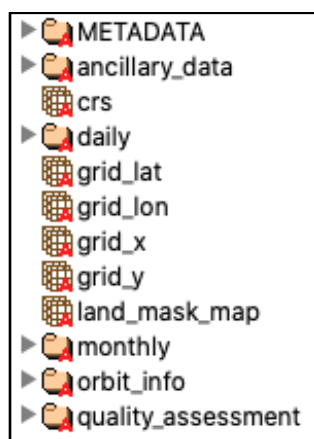 METADATA
ancillary_data
crs
daily
grid_lat
grid_lon
grid_x
grid_y
land_mask_map
monthly
orbit_info
quality_assessment